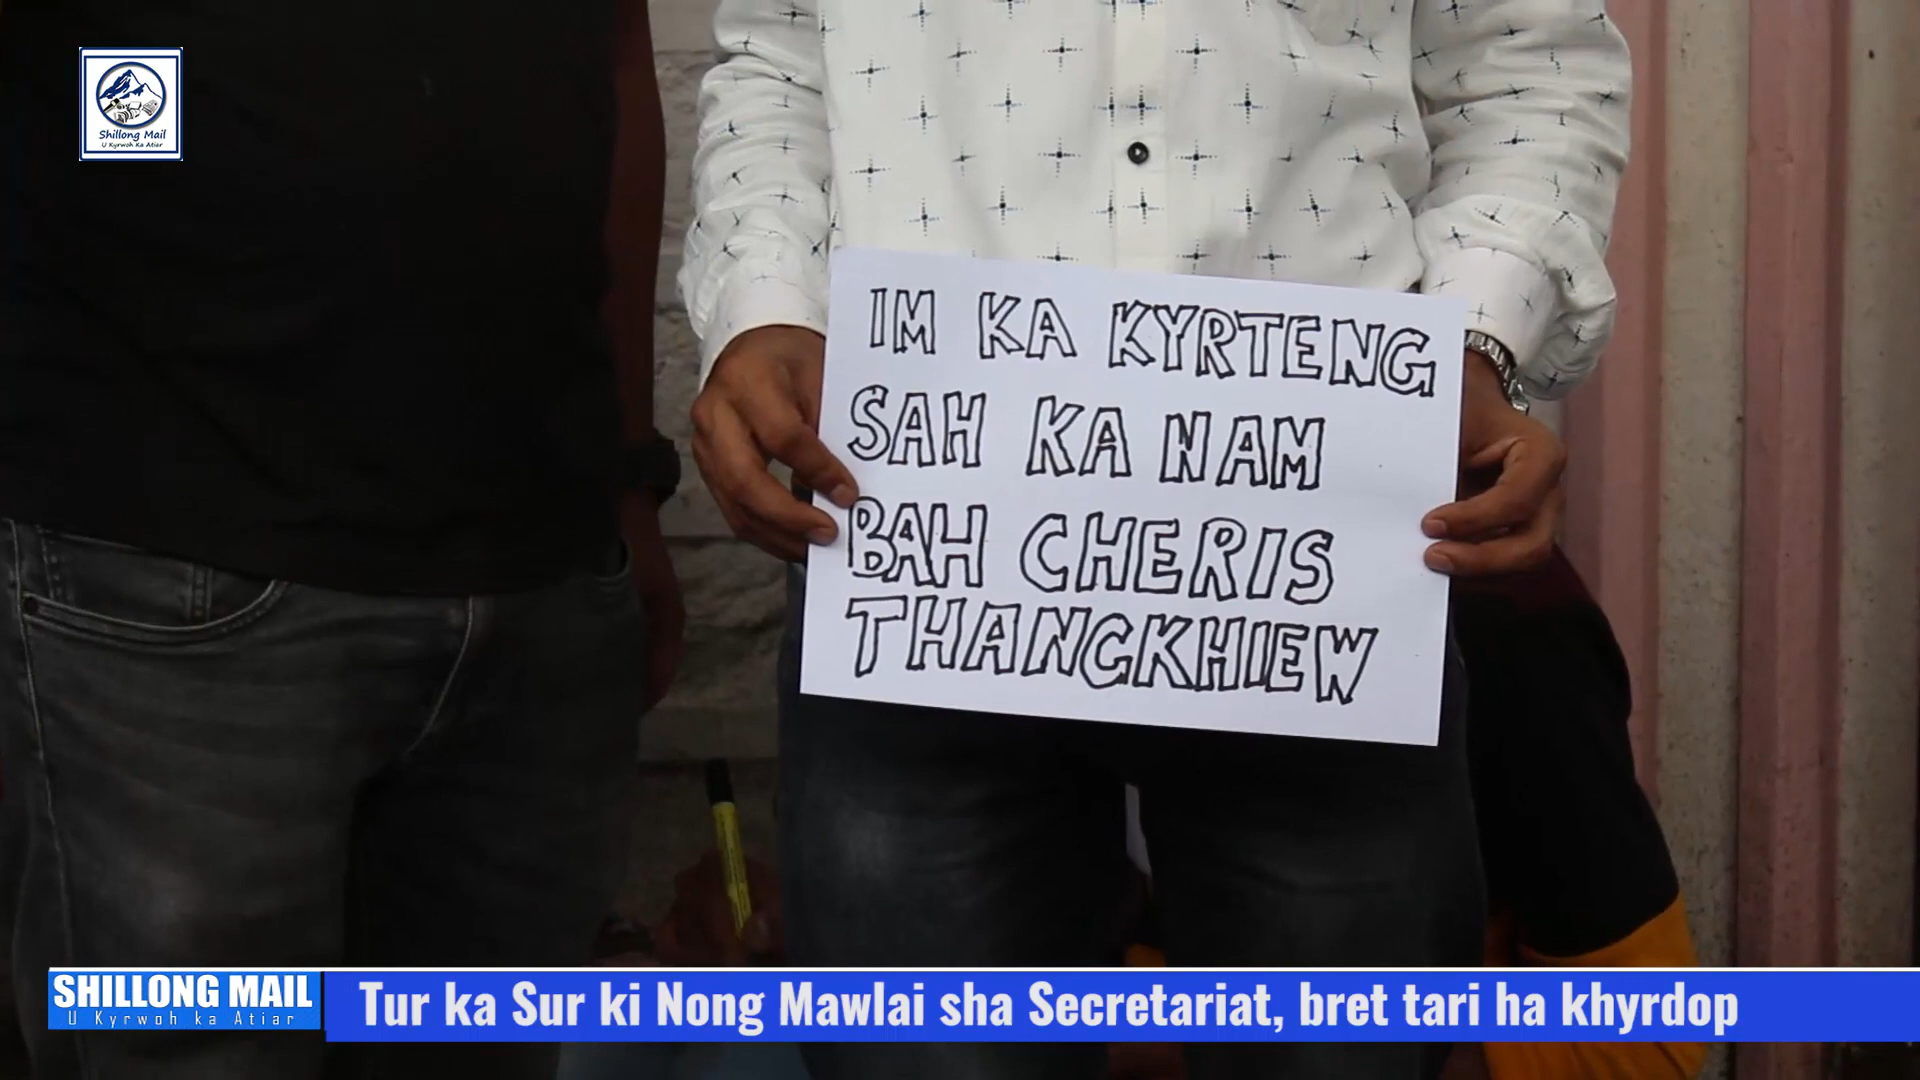 Shillong Mail
U Kyrwoh Ka Atiar
IM KA KYRTENG
SAH KA NAM
BAH CHERIS
THANGKHIEW
SHILLONG MAIL
U Kyrwoh ka Atiar
Tur ka Sur ki Nong Mawlai sha Secretariat, bret tari ha khyrdop